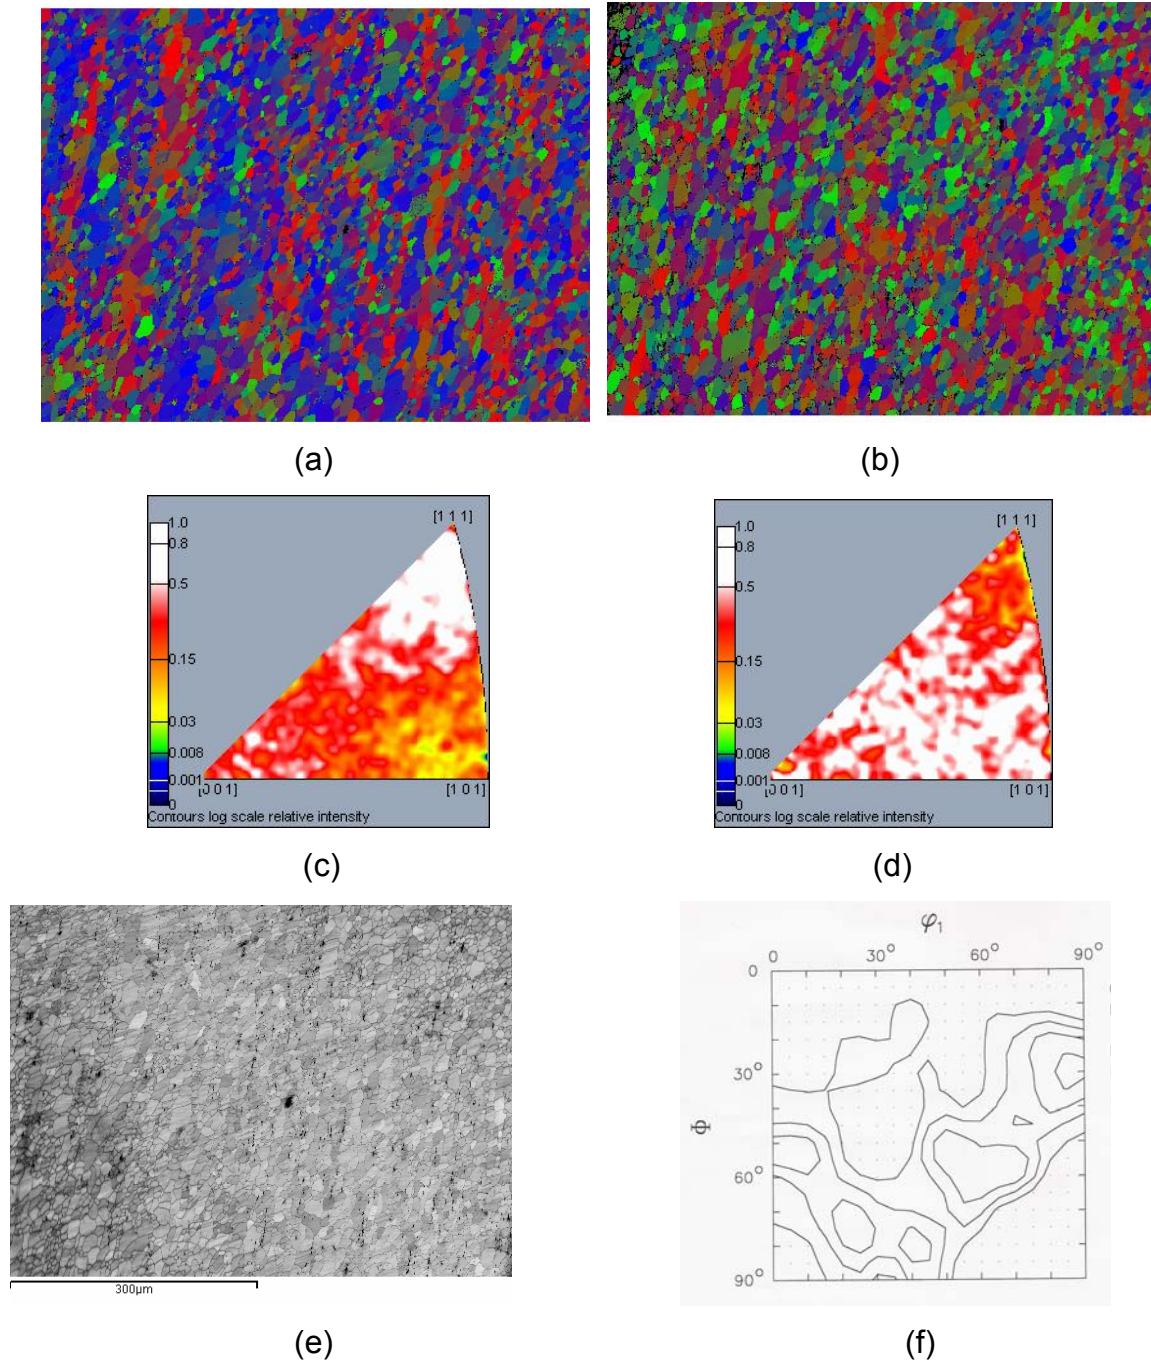 (a)
(b)
[1 1 1]
1.0
0.8
0.5
0.15
0.03
0.008
0.001
0
[0 0 1]
[1 0 1]
Contours log scale relative intensity
(c)
[1 1 1]
1.0
0.8
0.5
0.15
0.03
0.008
0.001
0
[0 0 1]
[1 0 1]
Contours log scale relative intensity
(d)
300µm
(e)
φ₁
0 30° 60° 90°
0
30°
Φ
60°
90°
(f)